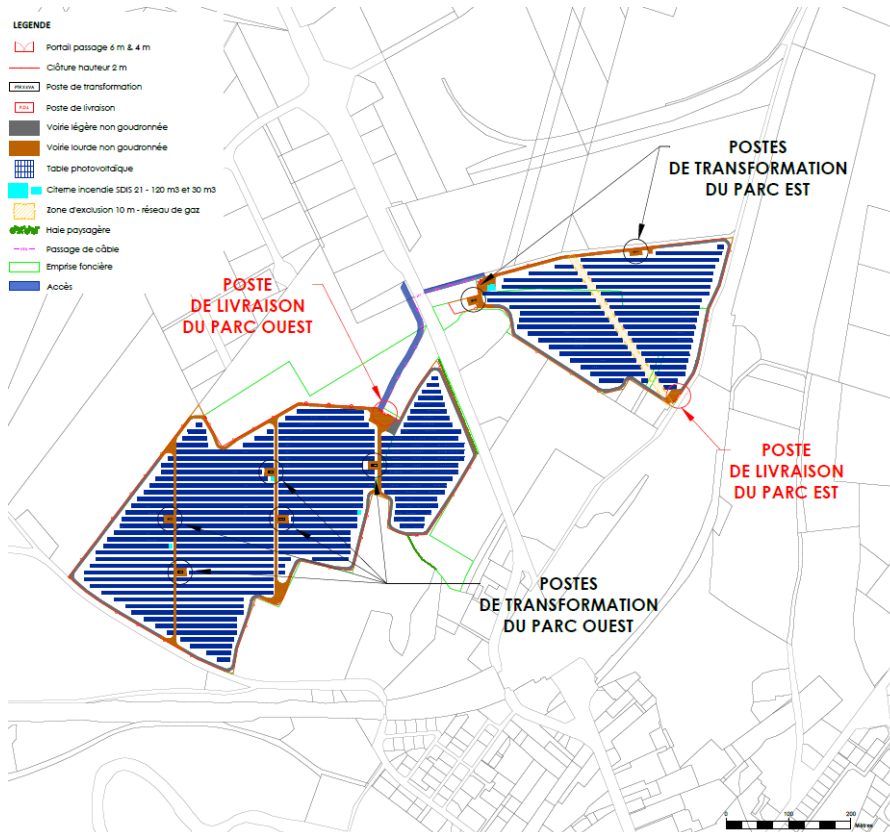 LEGENDE
Portail passage 6 m & 4 m
Clôture hauteur 2 m
Poste de transformation
P.D.L
Poste de livraison
Voirie légère non goudronnée
Voirie lourde non goudronnée
Table photovoltaïque
Citerne incendie SDIS 21 - 120 m3 et 30 m3
Zone d'exclusion 10 m - réseau de gaz
Haie paysagère
Passage de câble
Emprise foncière
Accès
POSTES
DE TRANSFORMATION
DU PARC EST
POSTE
DE LIVRAISON
DU PARC OUEST
POSTE
DE LIVRAISON
DU PARC EST
POSTES
DE TRANSFORMATION
DU PARC OUEST
0 100 200
Mètres